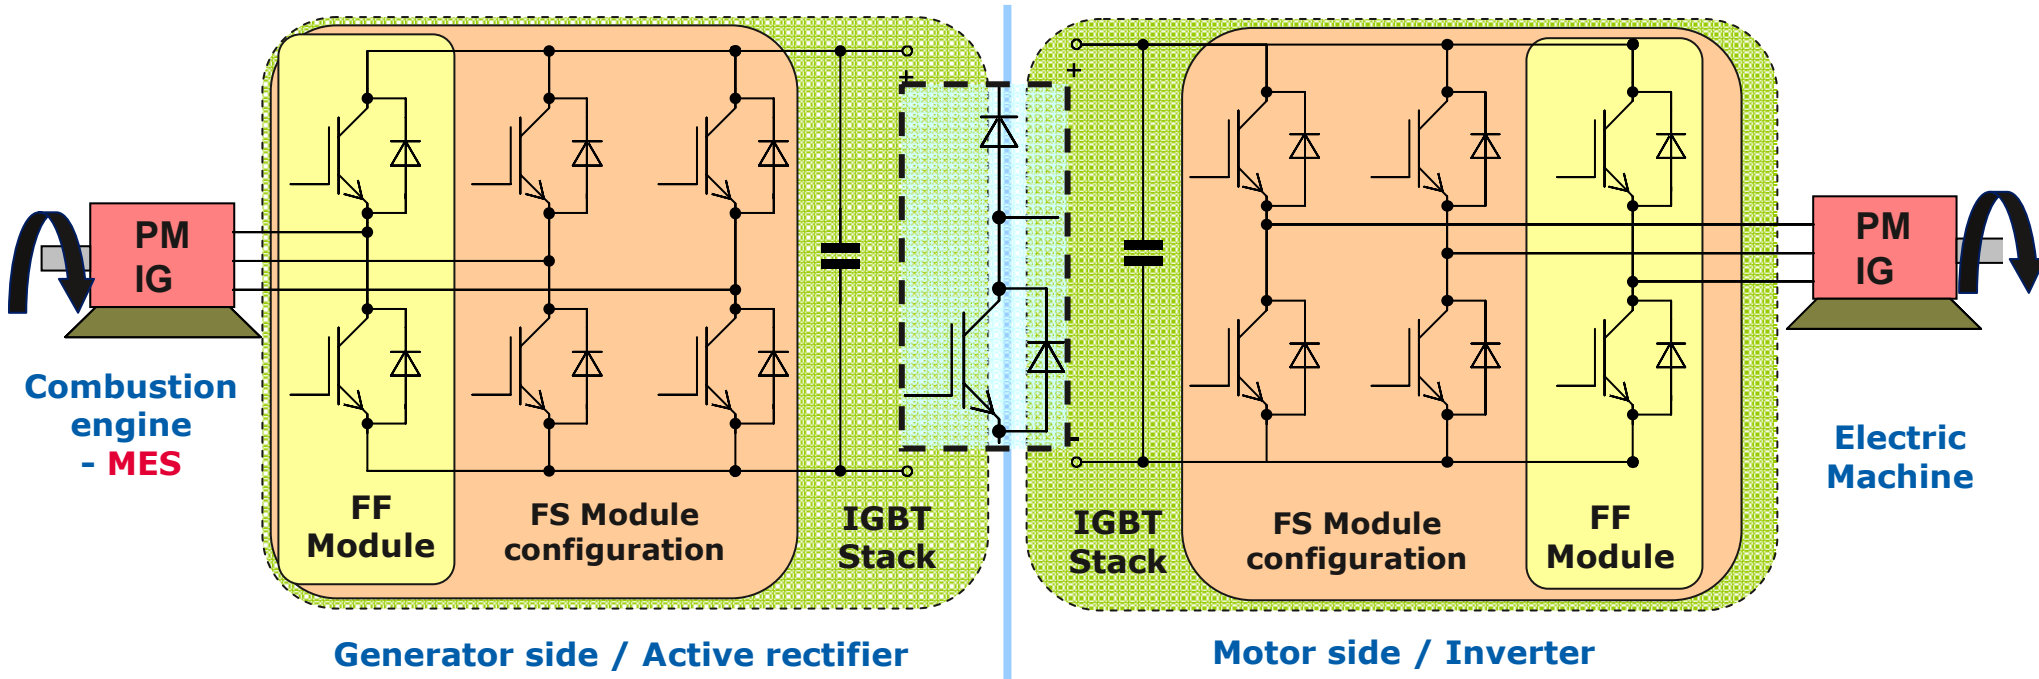 PM
IG
Combustion
engine
- MES
FF
Module
FS Module
configuration
IGBT
Stack
+
+
-
IGBT
Stack
FS Module
configuration
FF
Module
PM
IG
Electric
Machine
Generator side / Active rectifier
Motor side / Inverter